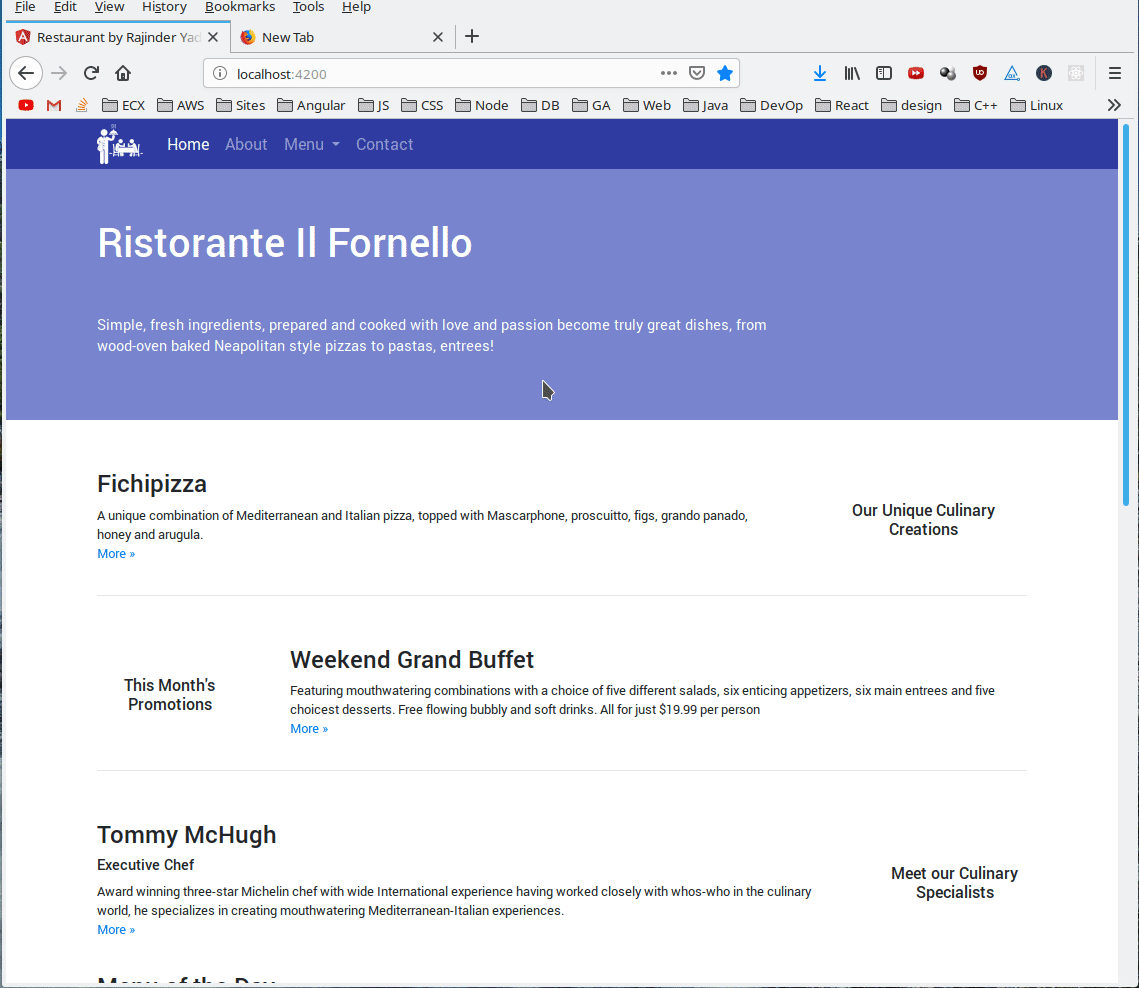 File Edit View History Bookmarks Tools Help
Restaurant by Rajinder Yad New Tab
localhost:4200
ECX AWS Sites Angular JS CSS Node DB GA Web Java DevOp React design C++ Linux
Home About Menu Contact
Ristorante Il Fornello
Simple, fresh ingredients, prepared and cooked with love and passion become truly great dishes, from
wood-oven baked Neapolitan style pizzas to pastas, entrees!
Fichipizza
A unique combination of Mediterranean and Italian pizza, topped with Mascarphone, proscuitto, figs, grando panado,
honey and arugula.
More »
Our Unique Culinary
Creations
This Month's
Promotions
Weekend Grand Buffet
Featuring mouthwatering combinations with a choice of five different salads, six enticing appetizers, six main entrees and five
choicest desserts. Free flowing bubbly and soft drinks. All for just $19.99 per person
More »
Tommy McHugh
Executive Chef
Award winning three-star Michelin chef with wide International experience having worked closely with whos-who in the culinary
world, he specializes in creating mouthwatering Mediterranean-Italian experiences.
More »
Meet our Culinary
Specialists
Menu of the Day